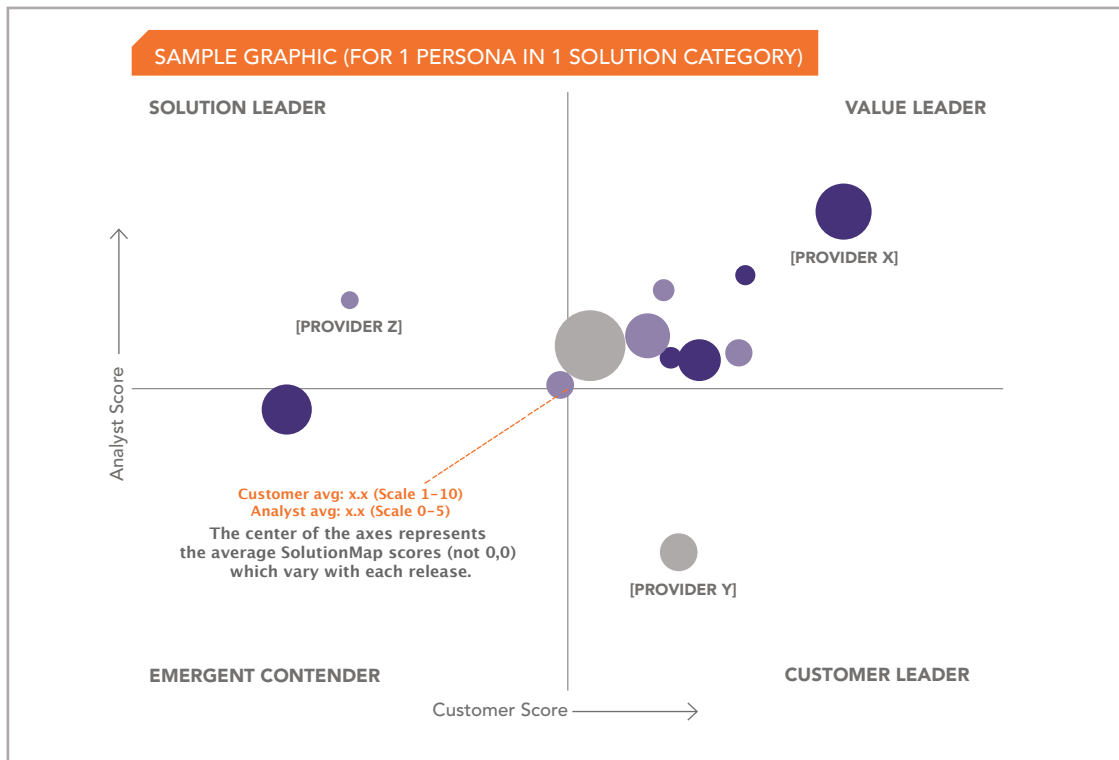 SAMPLE GRAPHIC (FOR 1 PERSONA IN 1 SOLUTION CATEGORY)
SOLUTION LEADER
VALUE LEADER
[PROVIDER X]
[PROVIDER Z]
Analyst Score
Customer avg: x.x (Scale 1–10)
Analyst avg: x.x (Scale 0–5)
The center of the axes represents
the average SolutionMap scores (not 0,0)
which vary with each release.
[PROVIDER Y]
EMERGENT CONTENDER
CUSTOMER LEADER
Customer Score